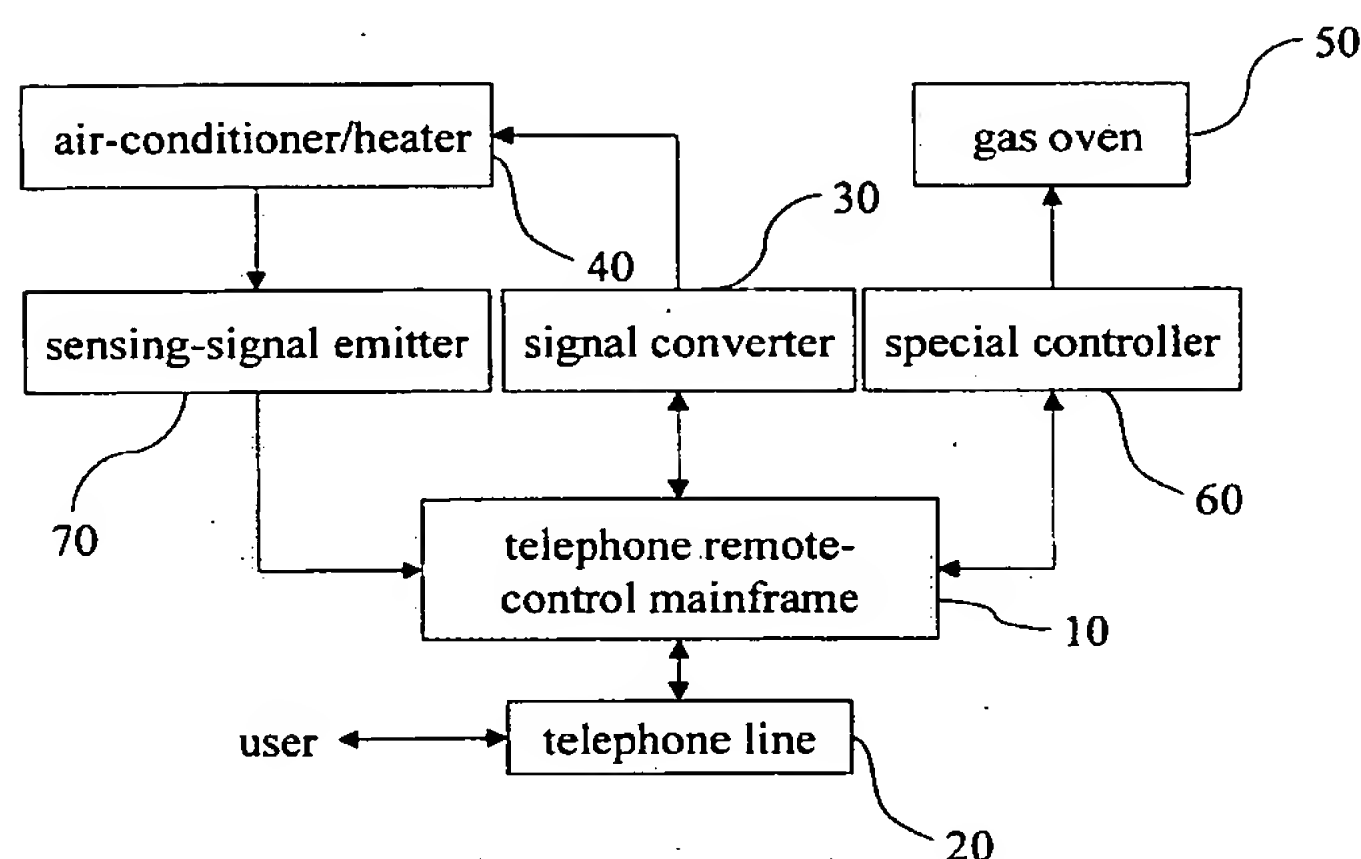 50
air-conditioner/heater
gas oven
30
40
sensing-signal emitter
signal converter
special controller
70
60
telephone remote-
control mainframe
10
user
telephone line
20